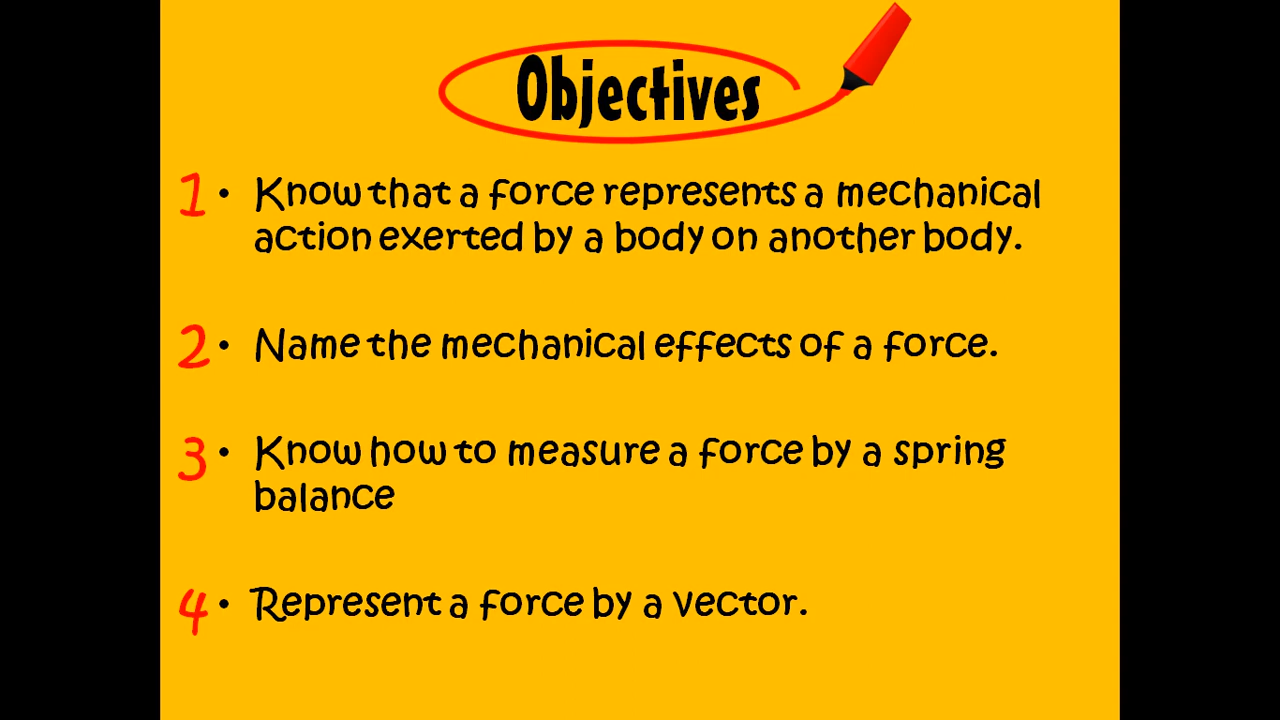 Objectives
1 • Know that a force represents a mechanical
action exerted by a body on another body.
2 • Name the mechanical effects of a force.
3 • Know how to measure a force by a spring
balance
4 • Represent a force by a vector.